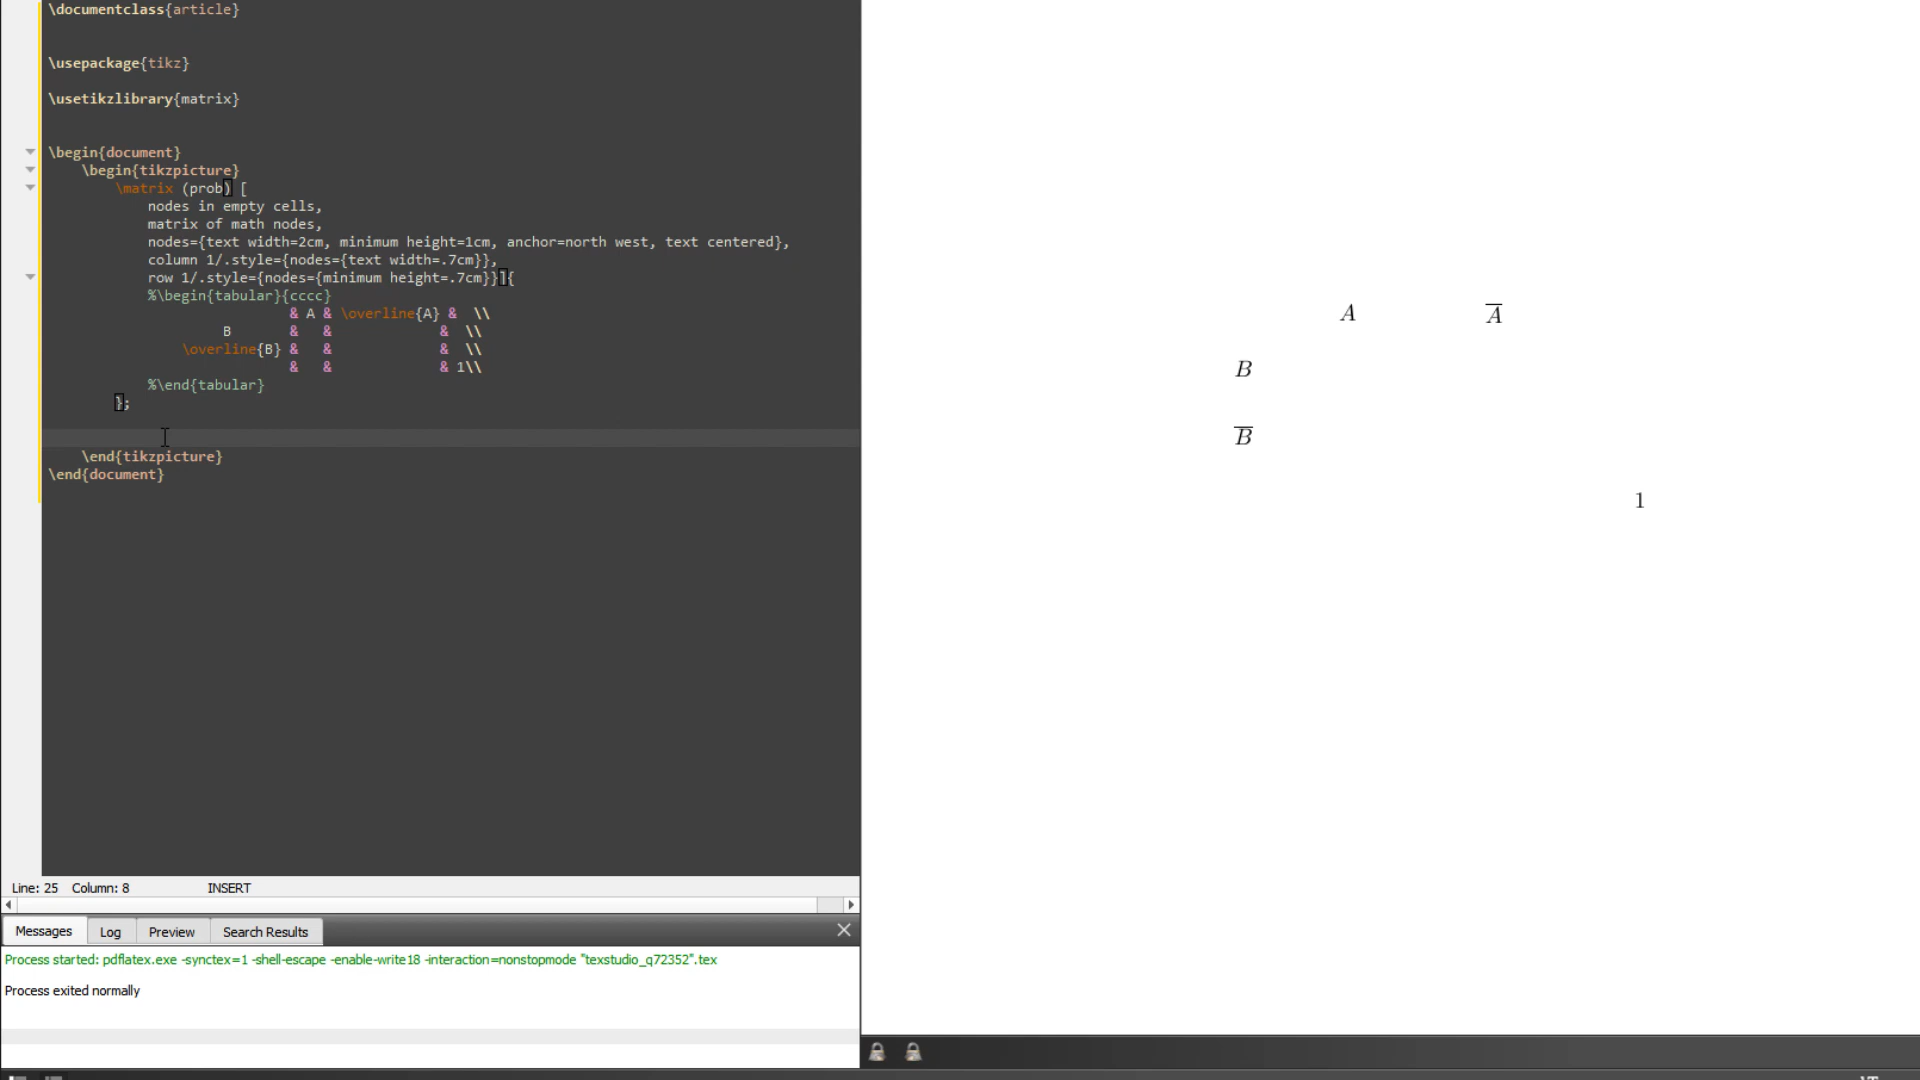 \documentclass{article}
\usepackage{tikz}
\usetikzlibrary{matrix}
\begin{document}
\begin{tikzpicture}
\matrix (prob) [
nodes in empty cells,
matrix of math nodes,
nodes={text width=2cm, minimum height=1cm, anchor=north west, text centered},
column 1/.style={nodes={text width=.7cm}},
row 1/.style={nodes={minimum height=.7cm}}]{
%\begin{tabular}{cccc}
& A & \overline{A} & \\
B & & & \\
\overline{B} & & & \\
& & & 1\\
%\end{tabular}
};
\end{tikzpicture}
\end{document}
A A̅
B
B̅
1
Line: 25 Column: 8 INSERT
Messages Log Preview Search Results
Process started: pdflatex.exe -synctex=1 -shell-escape -enable-write18 -interaction=nonstopmode "texstudio_q72352".tex
Process exited normally